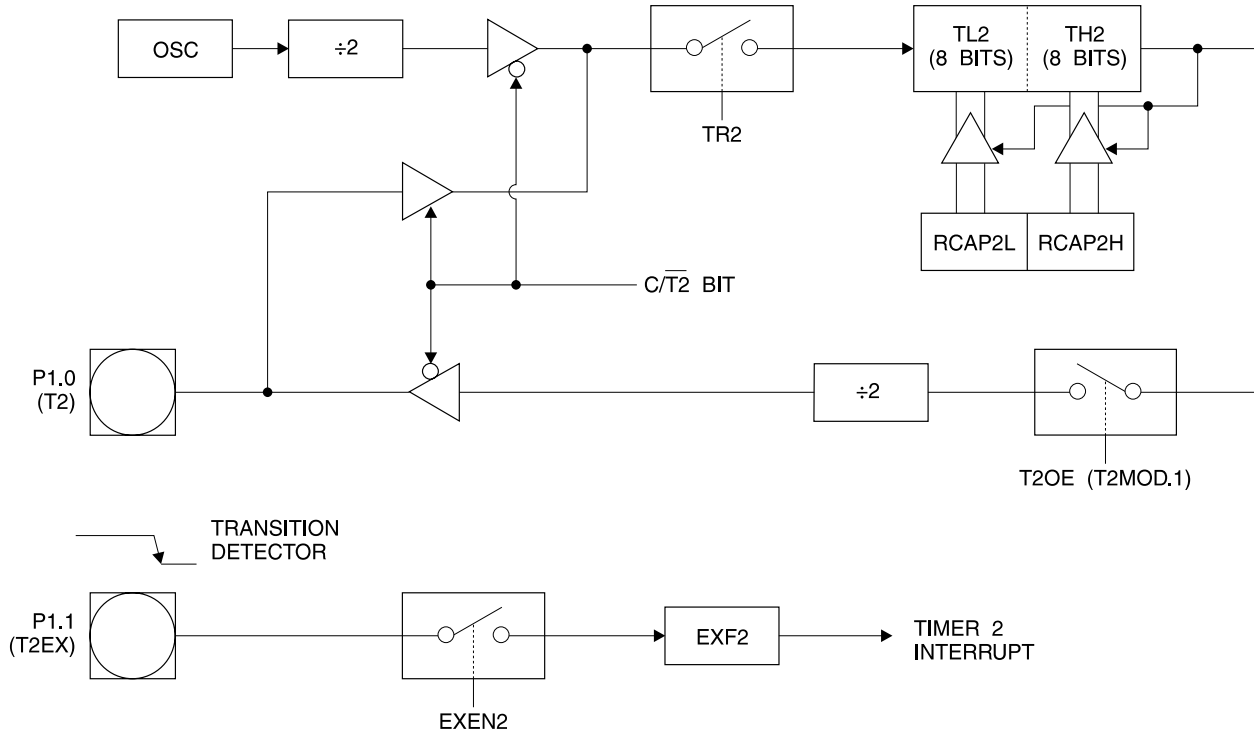 OSC
÷2
TR2
TL2
(8 BITS)
TH2
(8 BITS)
RCAP2L
RCAP2H
C/T̅2̅ BIT
P1.0
(T2)
÷2
T2OE (T2MOD.1)
TRANSITION
DETECTOR
P1.1
(T2EX)
EXF2
TIMER 2
INTERRUPT
EXEN2